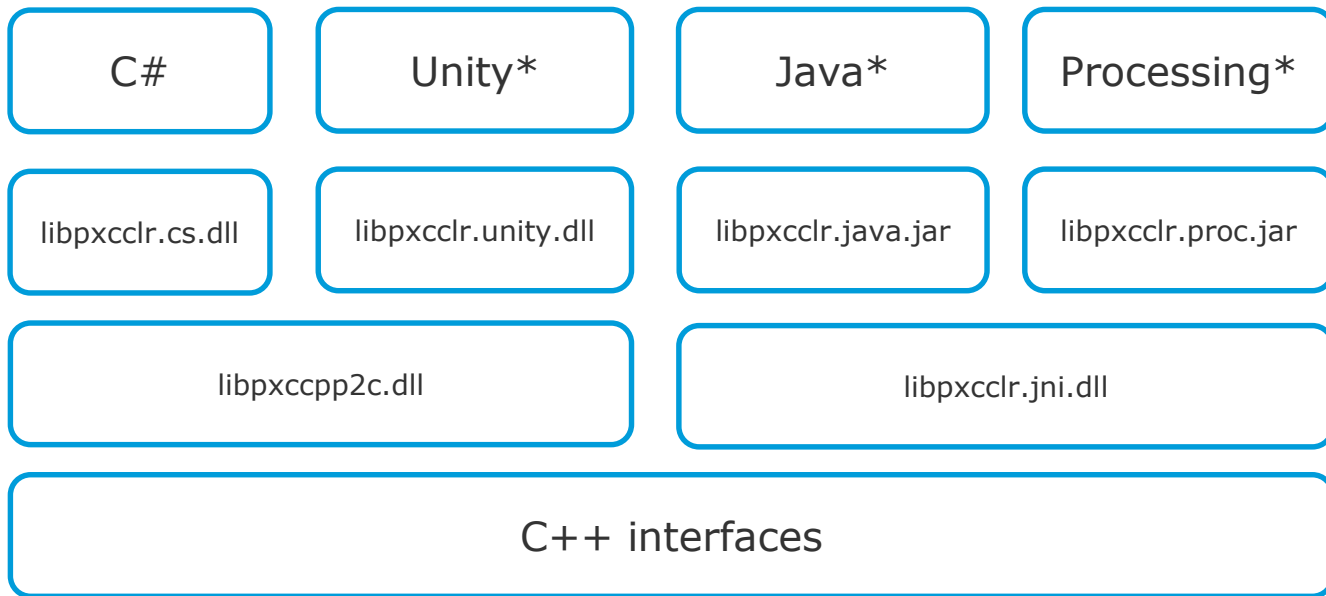 C#
Unity*
Java*
Processing*
libpxcclr.cs.dll
libpxcclr.unity.dll
libpxcclr.java.jar
libpxcclr.proc.jar
libpxccpp2c.dll
libpxcclr.jni.dll
C++ interfaces